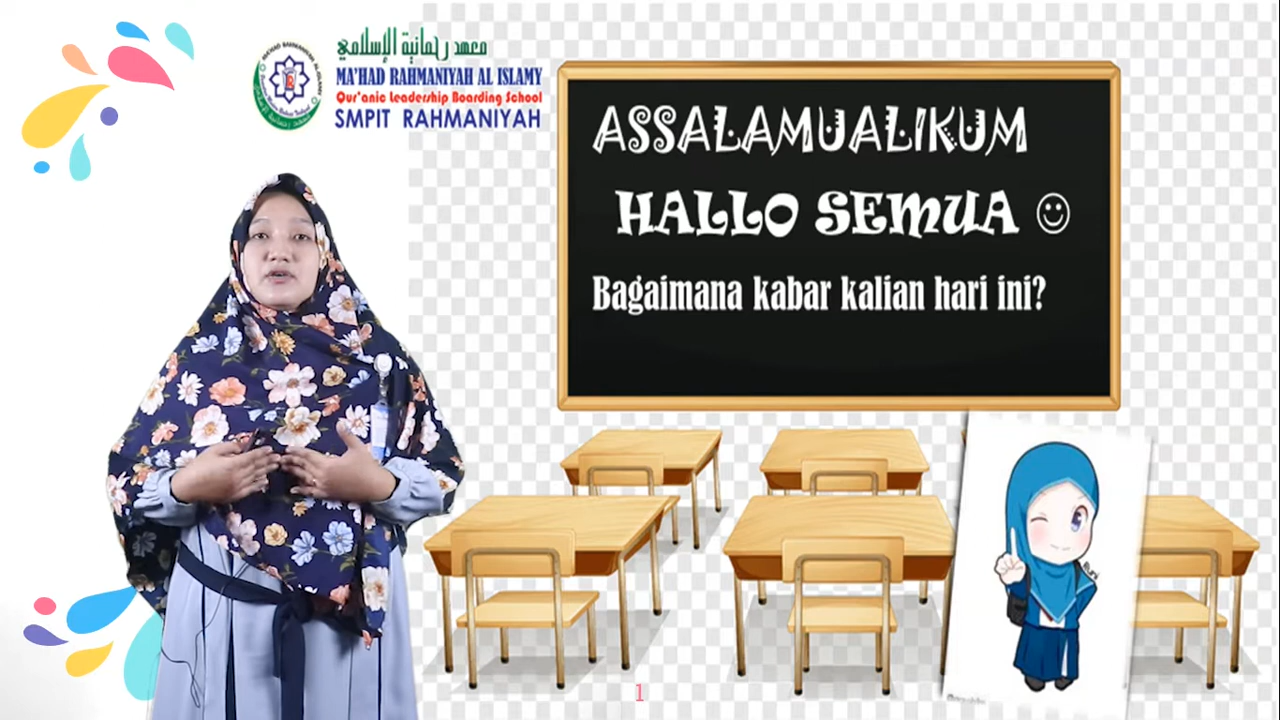 معهد رحمانية الإسلامي
MA'HAD RAHMANIYAH AL ISLAMY
Qur'anic Leadership Boarding School
SMPIT RAHMANIYAH
ASSALAMUALIKUM
HALLO SEMUA ☺
Bagaimana kabar kalian hari ini?
1